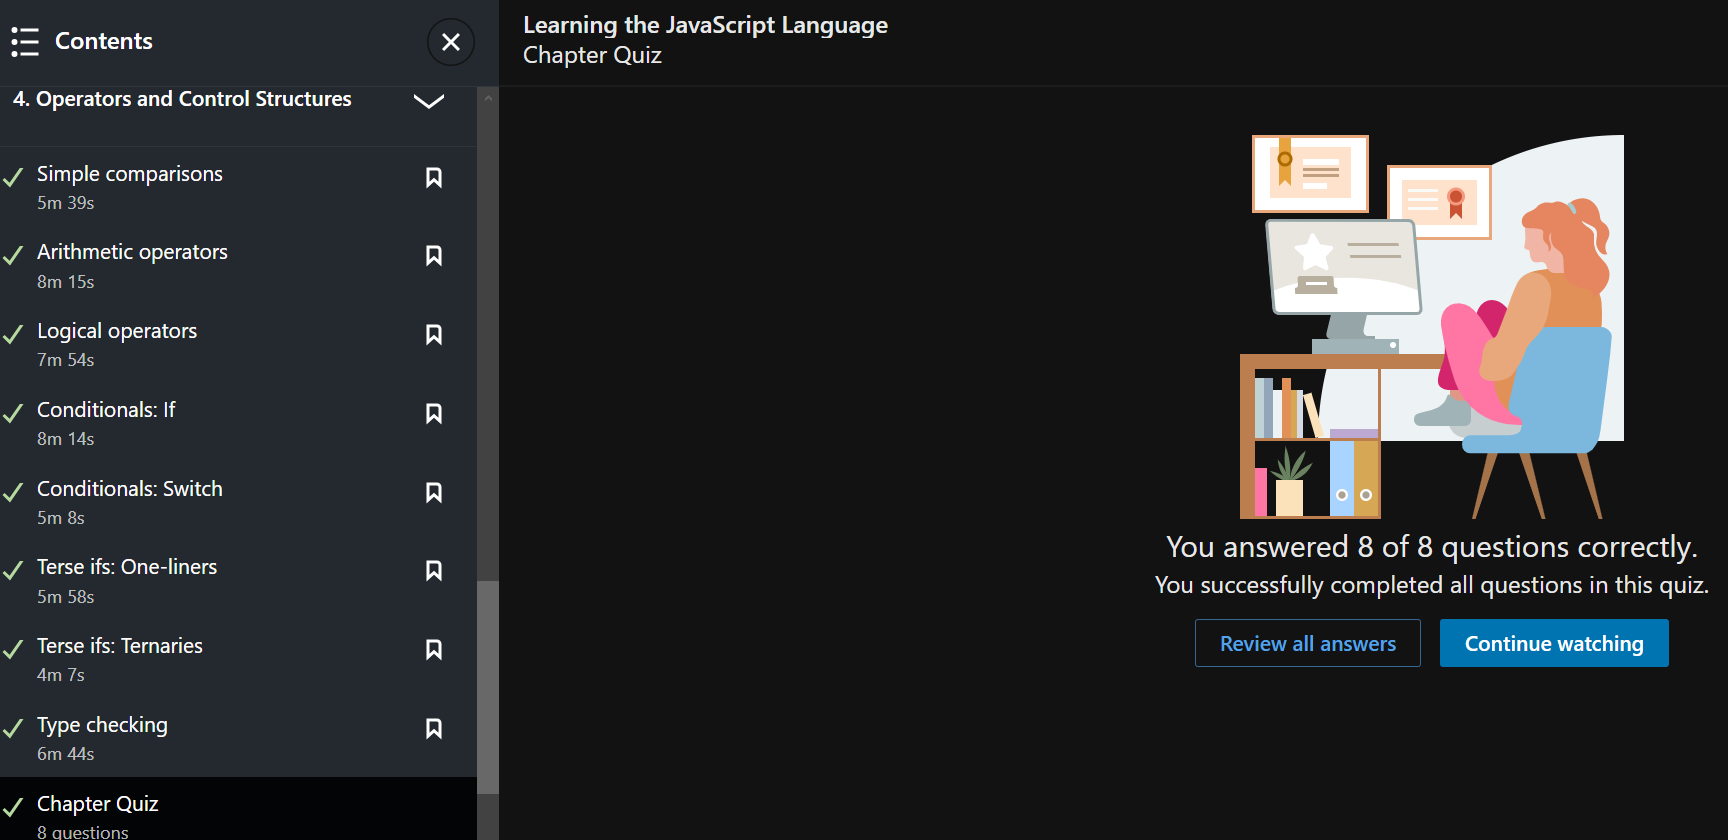 Contents
4. Operators and Control Structures
Simple comparisons
5m 39s
Arithmetic operators
8m 15s
Logical operators
7m 54s
Conditionals: If
8m 14s
Conditionals: Switch
5m 8s
Terse ifs: One-liners
5m 58s
Terse ifs: Ternaries
4m 7s
Type checking
6m 44s
Chapter Quiz
8 questions
Learning the JavaScript Language
Chapter Quiz
You answered 8 of 8 questions correctly.
You successfully completed all questions in this quiz.
Review all answers
Continue watching